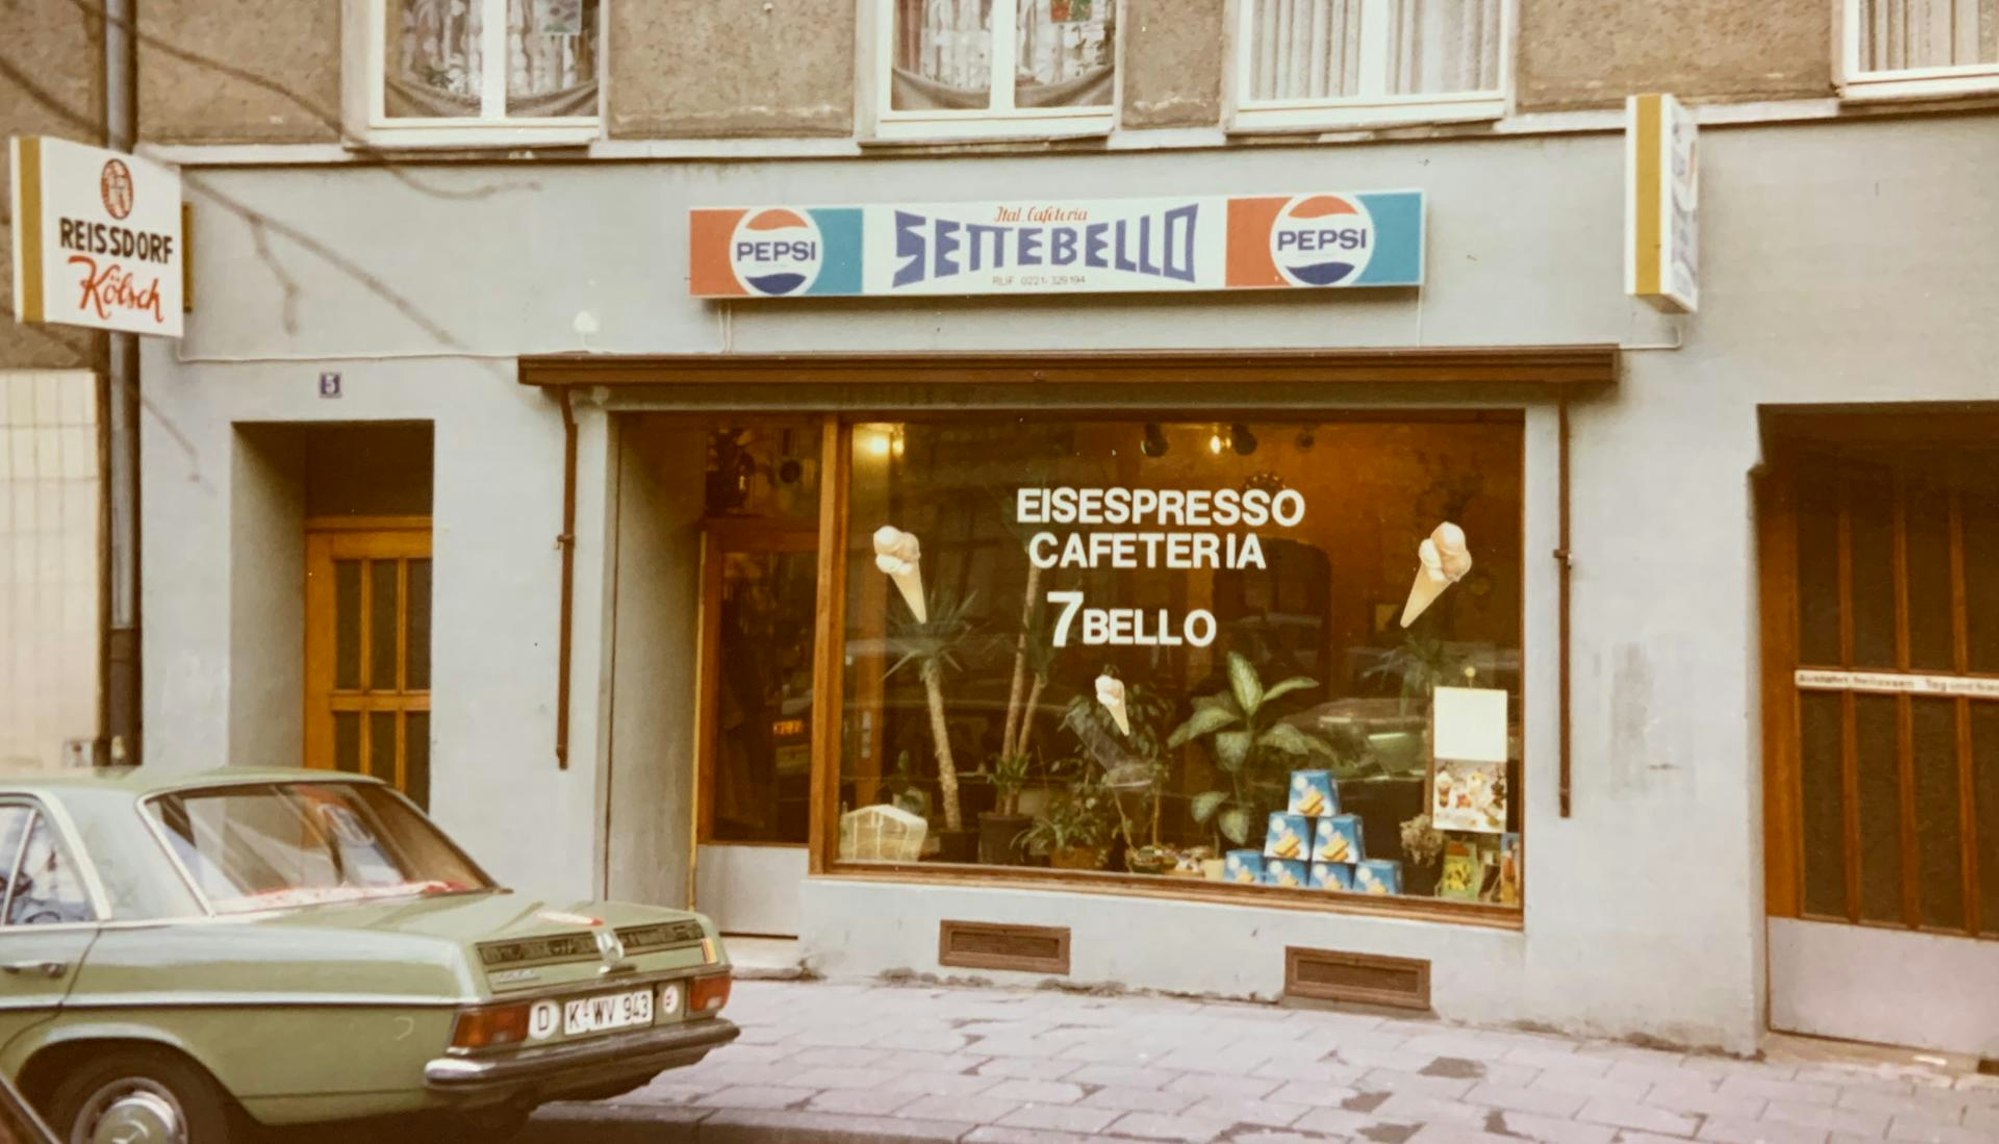 REISSDORF
Kölsch
PEPSI
Ital. Cafeteria
SETTEBELLO
RUF 0221-329194
PEPSI
5
EISESPRESSO
CAFETERIA
7BELLO
D
K-WV 943